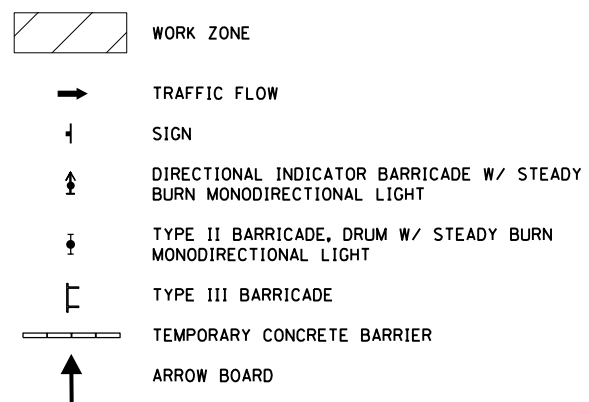 WORK ZONE
TRAFFIC FLOW
SIGN
DIRECTIONAL INDICATOR BARRICADE W/ STEADY
BURN MONODIRECTIONAL LIGHT
TYPE II BARRICADE, DRUM W/ STEADY BURN
MONODIRECTIONAL LIGHT
TYPE III BARRICADE
TEMPORARY CONCRETE BARRIER
ARROW BOARD